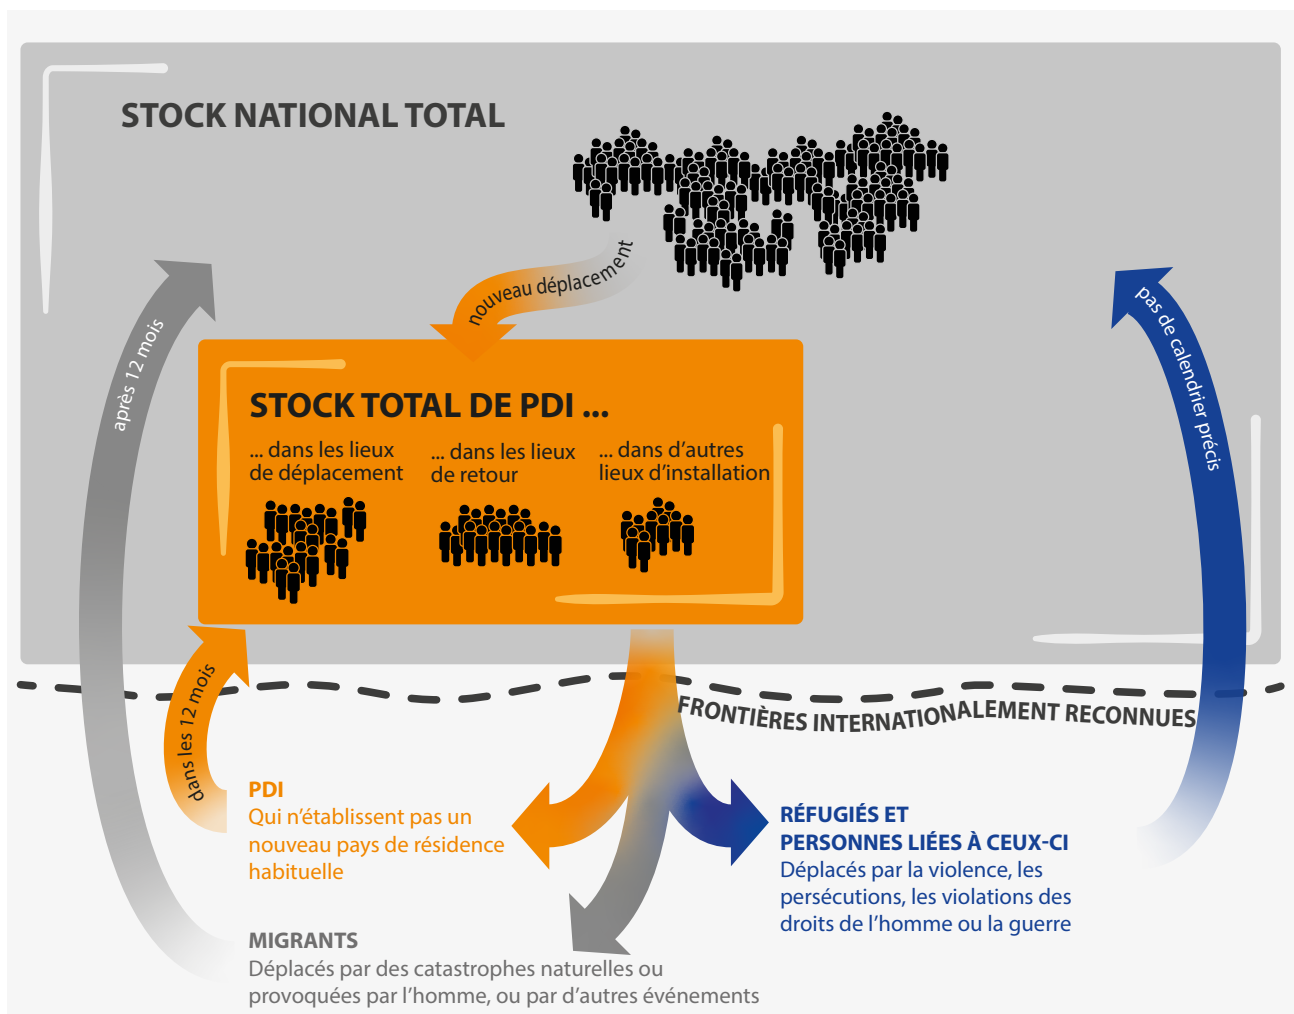 STOCK NATIONAL TOTAL
nouveau déplacement
après 12 mois
pas de calendrier précis
STOCK TOTAL DE PDI ...
... dans les lieux
de déplacement
... dans les lieux
de retour
... dans d’autres
lieux d’installation
dans les 12 mois
FRONTIÈRES INTERNATIONALEMENT RECONNUES
PDI
Qui n’établissent pas un
nouveau pays de résidence
habituelle
RÉFUGIÉS ET
PERSONNES LIÉES À CEUX-CI
Déplacés par la violence, les
persécutions, les violations des
droits de l’homme ou la guerre
MIGRANTS
Déplacés par des catastrophes naturelles ou
provoquées par l’homme, ou par d’autres événements